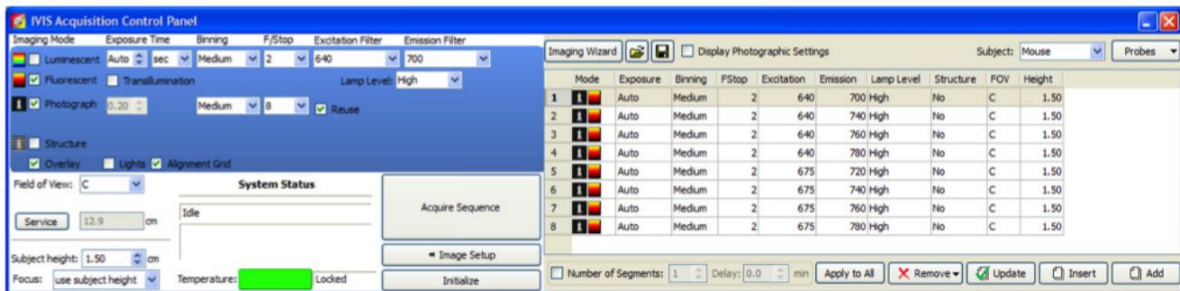 IVIS Acquisition Control Panel
Imaging Mode Exposure Time Binning F/Stop Excitation Filter Emission Filter
Luminescent Auto sec Medium 2 640 700
Fluorescent Transillumination Lamp Level: High
Photograph 0.20 Medium 8 Reuse
Structure
Overlay Lights Alignment Grid
Field of View: C System Status
Idle
Service 12.9 cm
Acquire Sequence
Subject height: 1.50 cm
Image Setup
Focus: use subject height Temperature: Locked Initialize
Imaging Wizard Display Photographic Settings Subject: Mouse Probes
Mode Exposure Binning FStop Excitation Emission Lamp Level Structure FOV Height
1 Auto Medium 2 640 700 High No C 1.50
2 Auto Medium 2 640 740 High No C 1.50
3 Auto Medium 2 640 760 High No C 1.50
4 Auto Medium 2 640 780 High No C 1.50
5 Auto Medium 2 675 720 High No C 1.50
6 Auto Medium 2 675 740 High No C 1.50
7 Auto Medium 2 675 760 High No C 1.50
8 Auto Medium 2 675 780 High No C 1.50
Number of Segments: 1 Delay: 0.0 min Apply to All Remove Update Insert Add